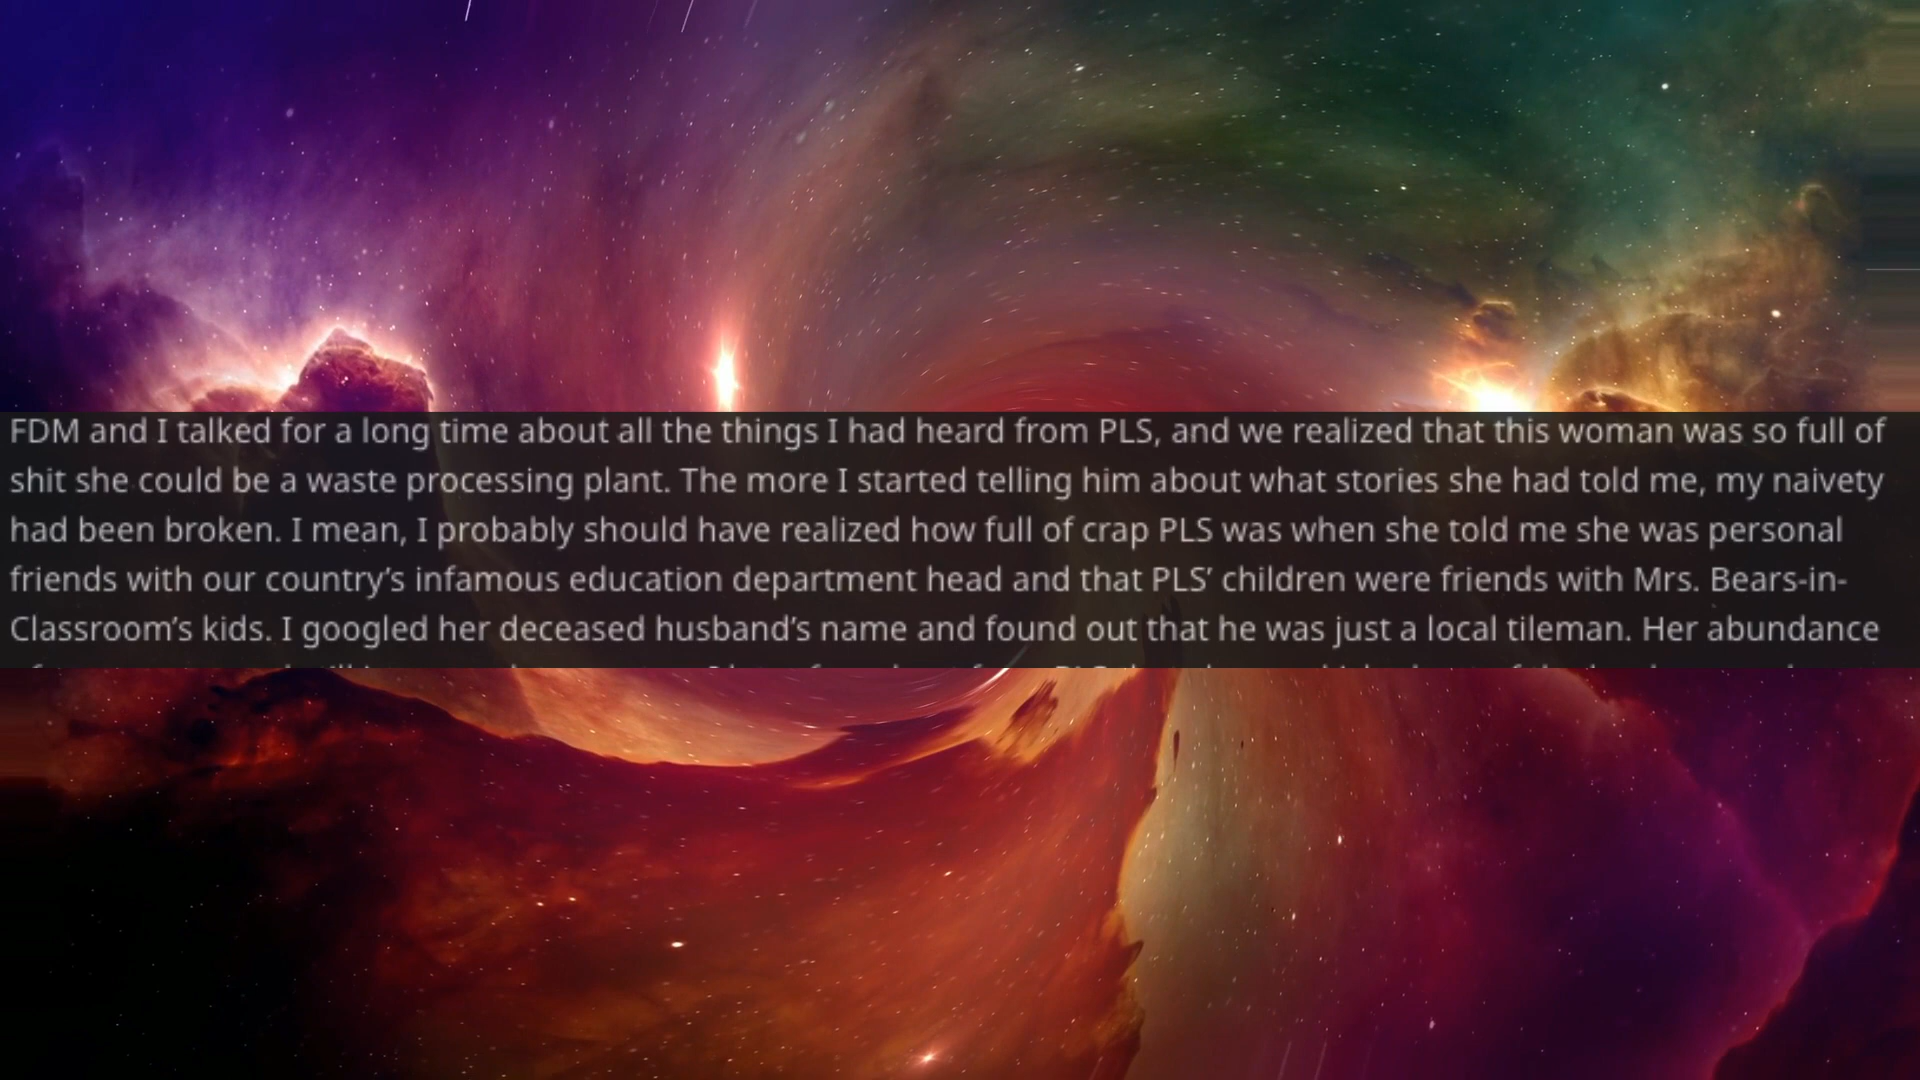 FDM and I talked for a long time about all the things I had heard from PLS, and we realized that this woman was so full of
shit she could be a waste processing plant. The more I started telling him about what stories she had told me, my naivety
had been broken. I mean, I probably should have realized how full of crap PLS was when she told me she was personal
friends with our country’s infamous education department head and that PLS’ children were friends with Mrs. Bears-in-
Classroom’s kids. I googled her deceased husband’s name and found out that he was just a local tileman. Her abundance